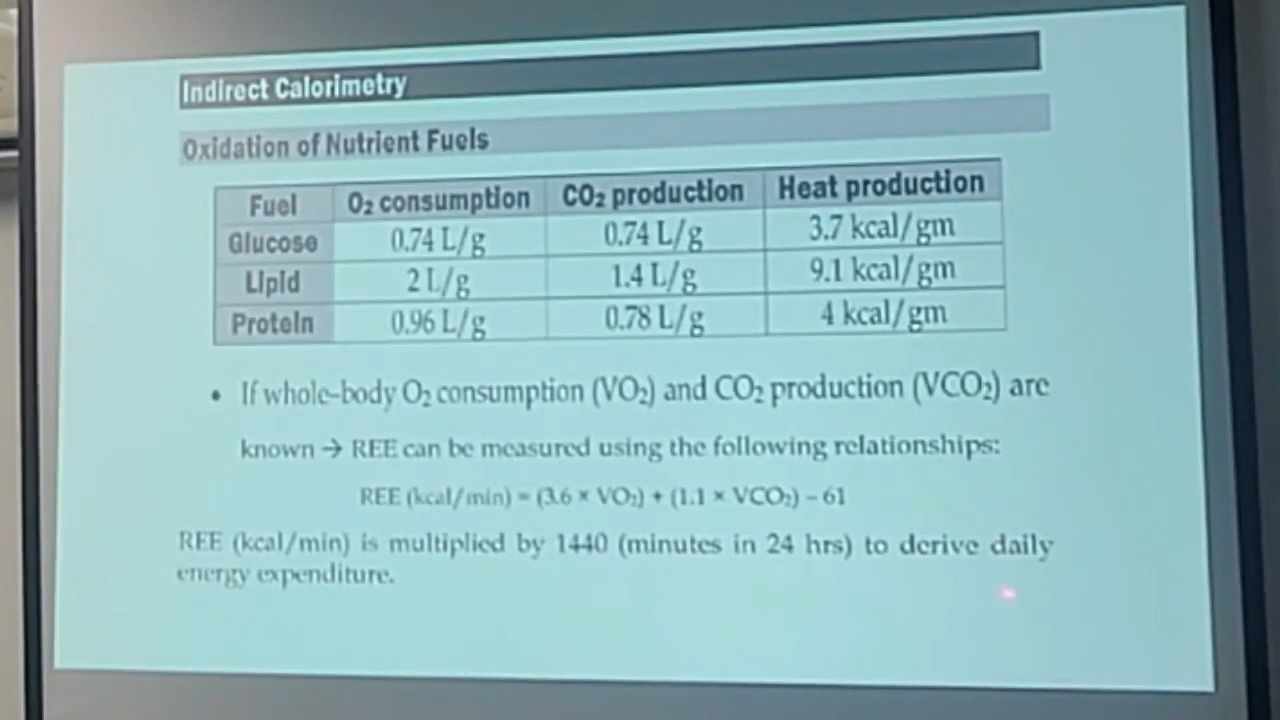 Indirect Calorimetry
Oxidation of Nutrient Fuels
Fuel O₂ consumption CO₂ production Heat production
Glucose 0.74 L/g 0.74 L/g 3.7 kcal/gm
Lipid 2 L/g 1.4 L/g 9.1 kcal/gm
Protein 0.96 L/g 0.78 L/g 4 kcal/gm
• If whole-body O₂ consumption (VO₂) and CO₂ production (VCO₂) are
known → REE can be measured using the following relationships:
REE (kcal/min) = (3.6 × VO₂) + (1.1 × VCO₂) – 61
REE (kcal/min) is multiplied by 1440 (minutes in 24 hrs) to derive daily
energy expenditure.